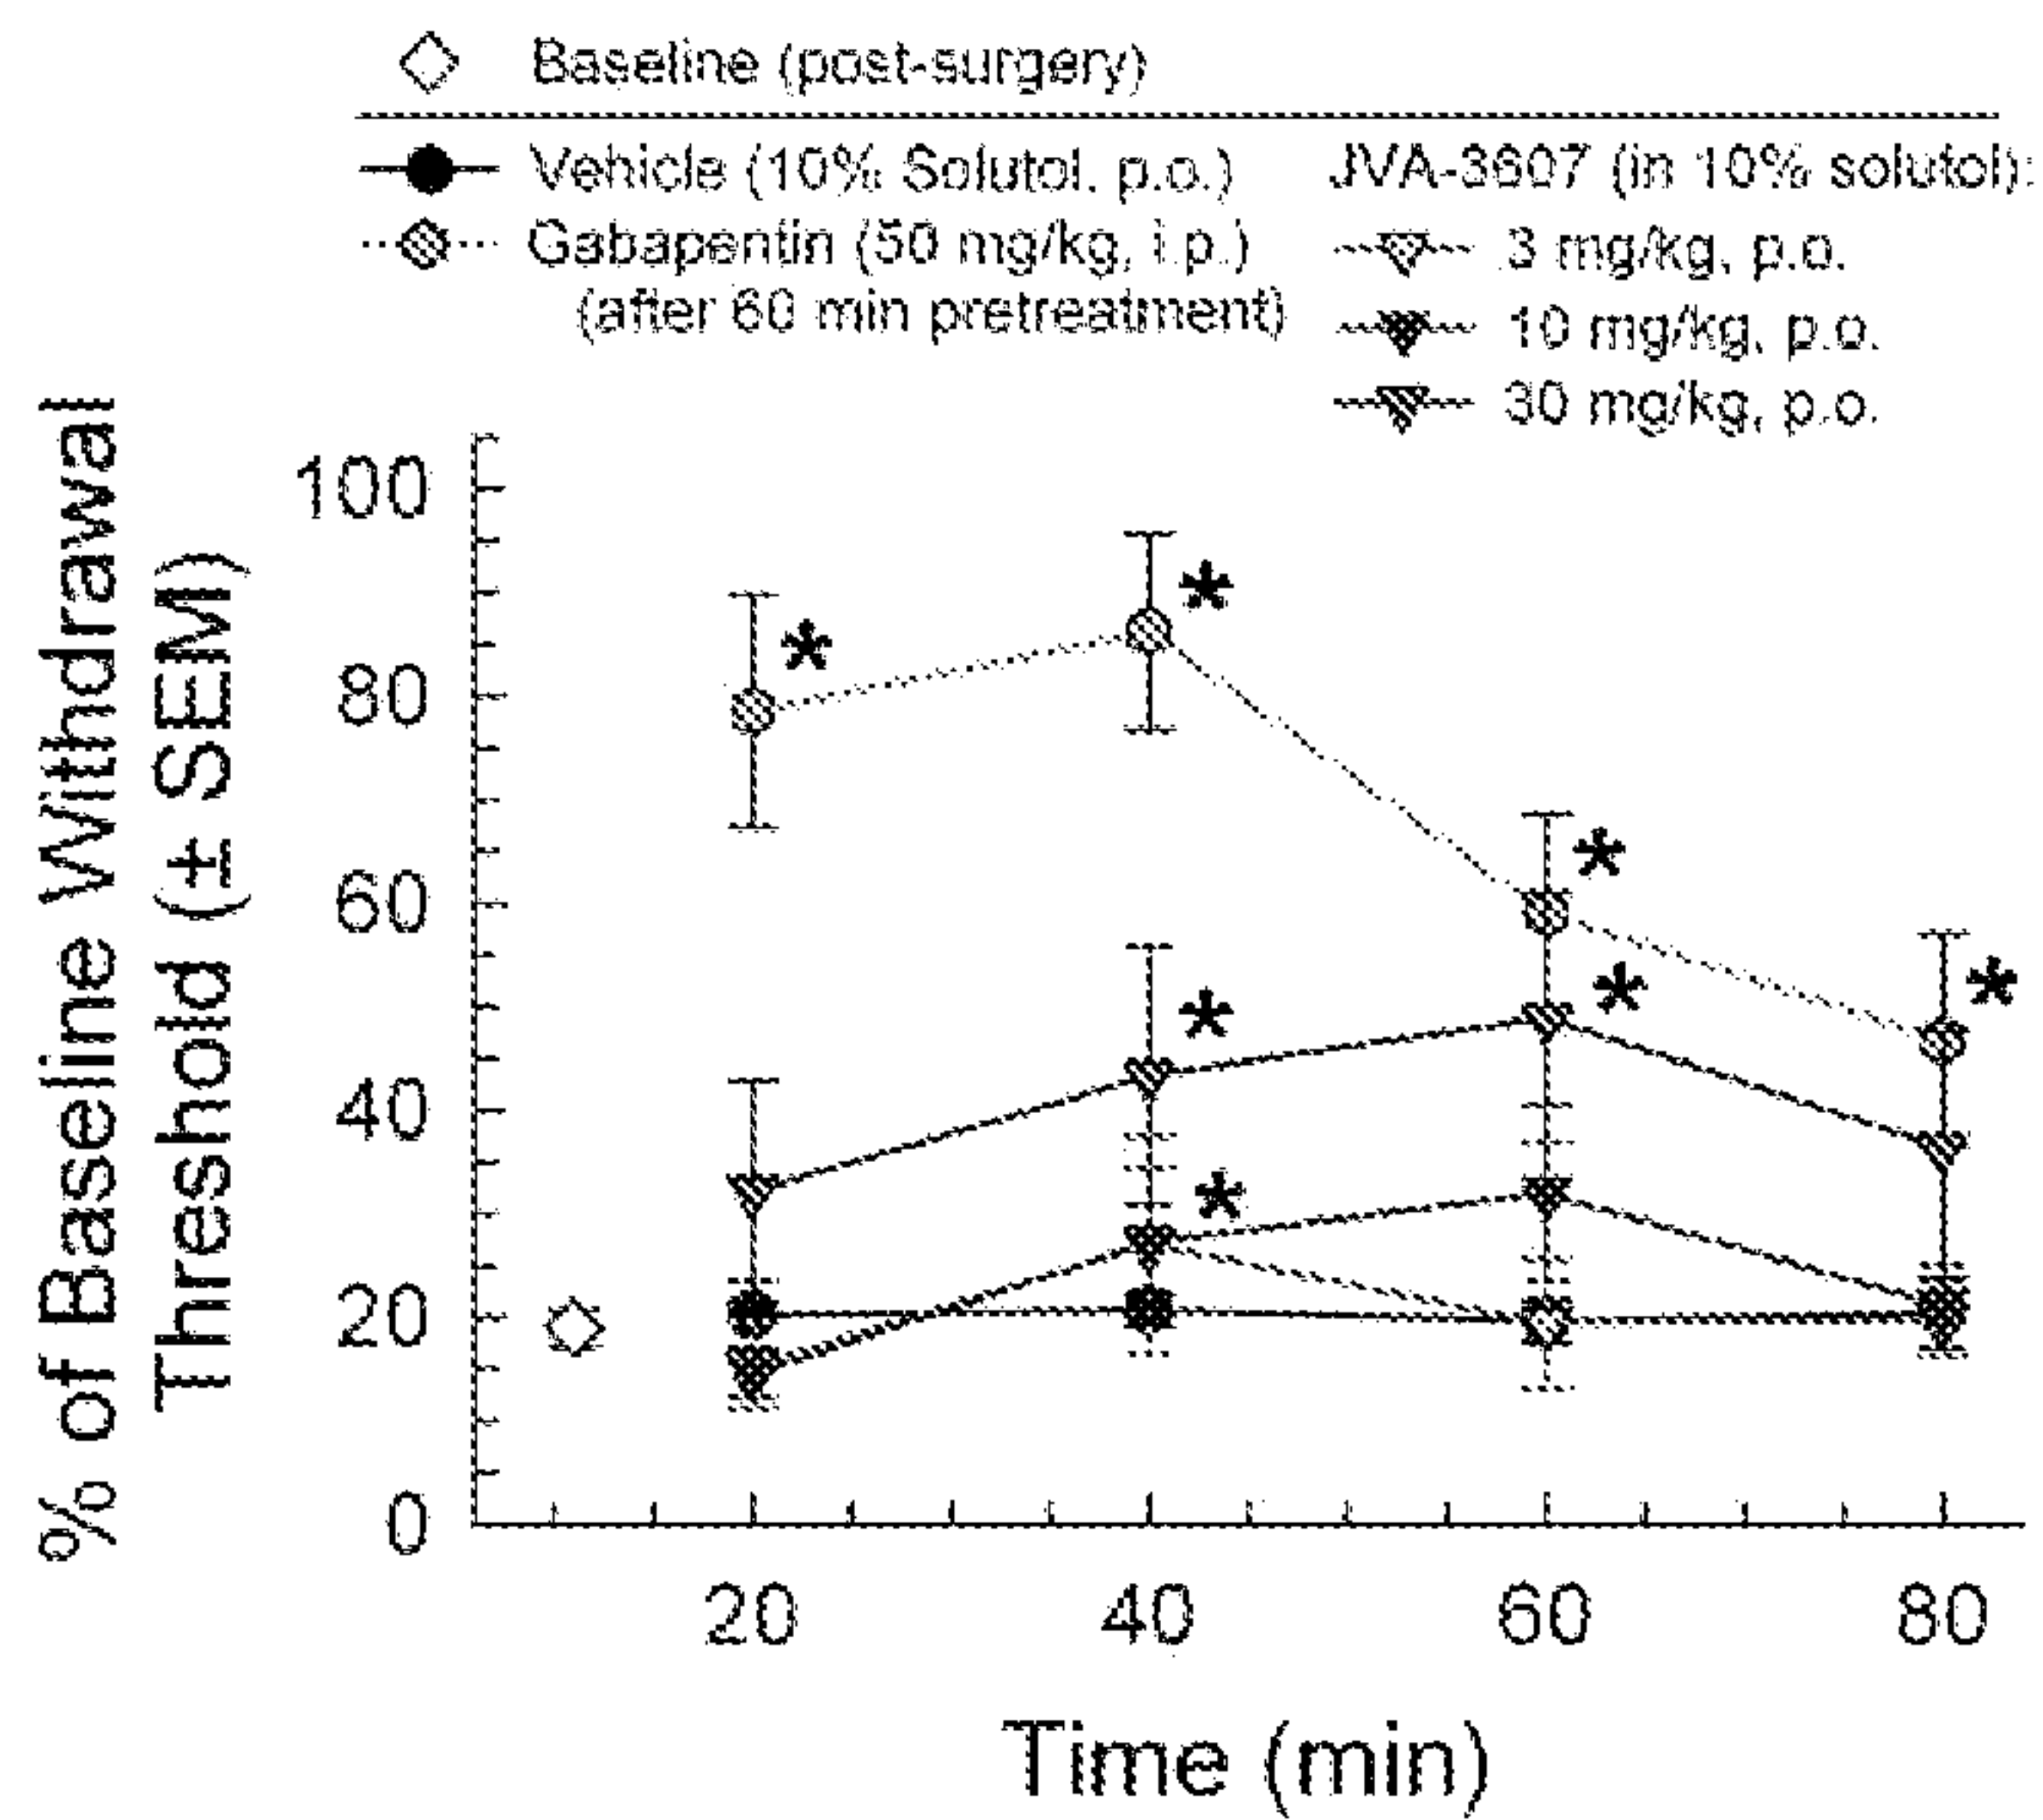 Baseline (post-surgery)
Vehicle (10% Solutol, p.o.)
Gabapentin (50 mg/kg, i.p.)
(after 60 min pretreatment)
JVA-3607 (in 10% solutol):
3 mg/kg, p.o.
10 mg/kg, p.o.
30 mg/kg, p.o.
% of Baseline Withdrawal
Threshold (± SEM)
100
80
60
40
20
0
*
*
*
*
*
*
*
20 40 60 80
Time (min)